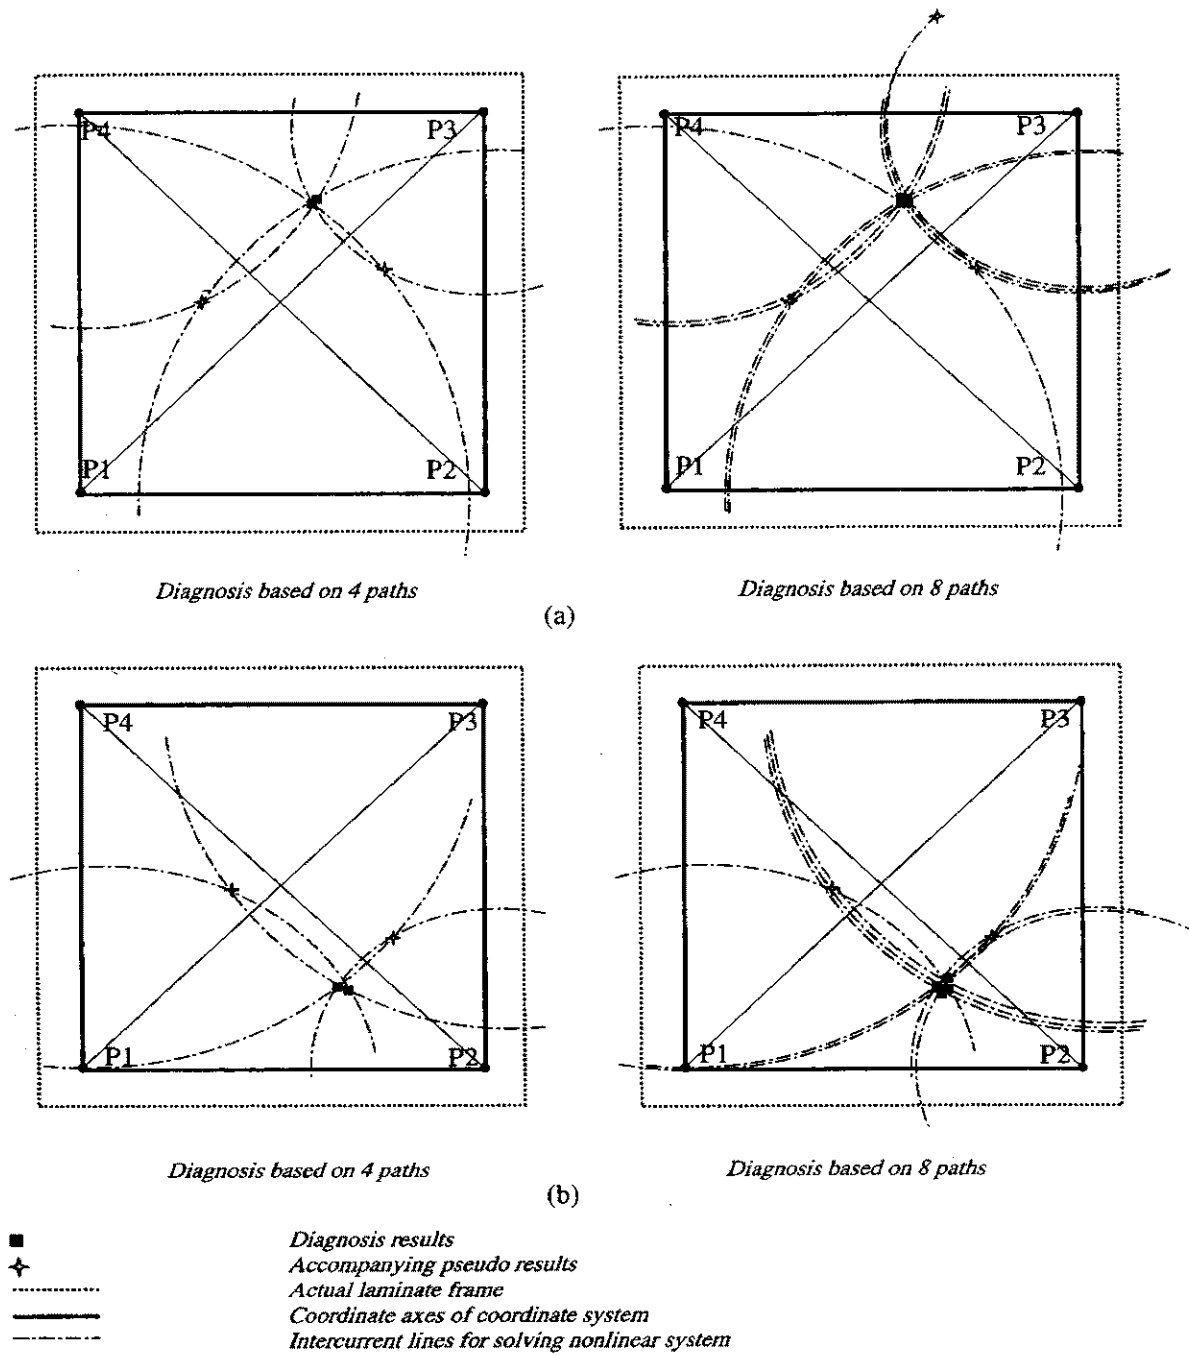 P4
P3
P4
P3
P1
P2
P1
P2
Diagnosis based on 4 paths
Diagnosis based on 8 paths
(a)
P4
P3
P4
P3
P1
P2
P1
P2
Diagnosis based on 4 paths
Diagnosis based on 8 paths
(b)
Diagnosis results
Accompanying pseudo results
Actual laminate frame
Coordinate axes of coordinate system
Intercurrent lines for solving nonlinear system